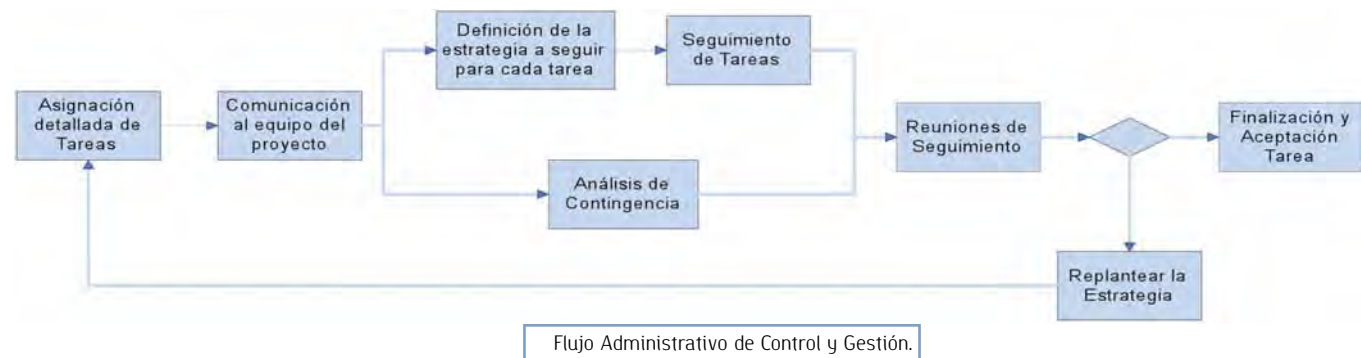 Asignación
detallada de
Tareas
Comunicación
al equipo del
proyecto
Definición de la
estrategia a seguir
para cada tarea
Seguimiento
de Tareas
Análisis de
Contingencia
Reuniones de
Seguimiento
Finalización y
Aceptación
Tarea
Replantear la
Estrategia
Flujo Administrativo de Control y Gestión.